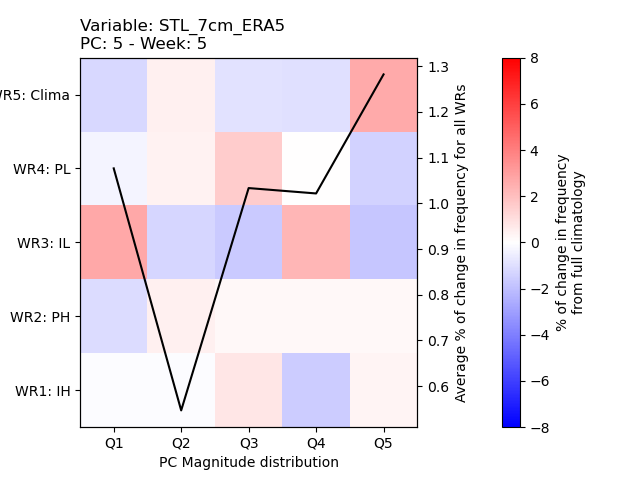 Variable: STL_7cm_ERA5
PC: 5 - Week: 5
R5: Clima
WR4: PL
WR3: IL
WR2: PH
WR1: IH
Q1 Q2 Q3 Q4 Q5
PC Magnitude distribution
1.3
1.2
1.1
1.0
0.9
0.8
0.7
0.6
Average % of change in frequency for all WRs
8
6
4
2
0
−2
−4
−6
−8
% of change in frequency
from full climatology